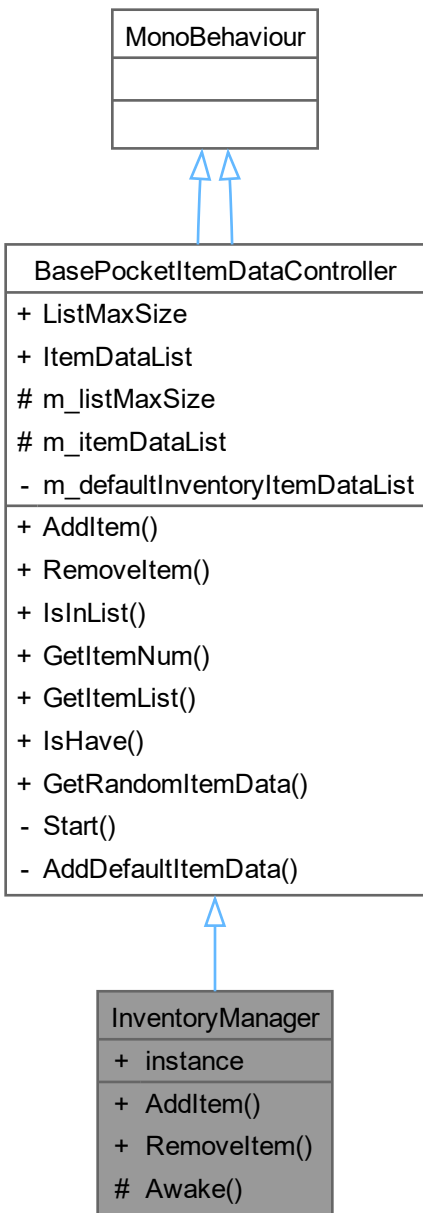 MonoBehaviour
BasePocketItemDataController
+ ListMaxSize
+ ItemDataList
# m_listMaxSize
# m_itemDataList
- m_defaultInventoryItemDataList
+ AddItem()
+ RemoveItem()
+ IsInList()
+ GetItemNum()
+ GetItemList()
+ IsHave()
+ GetRandomItemData()
- Start()
- AddDefaultItemData()
InventoryManager
+ instance
+ AddItem()
+ RemoveItem()
# Awake()